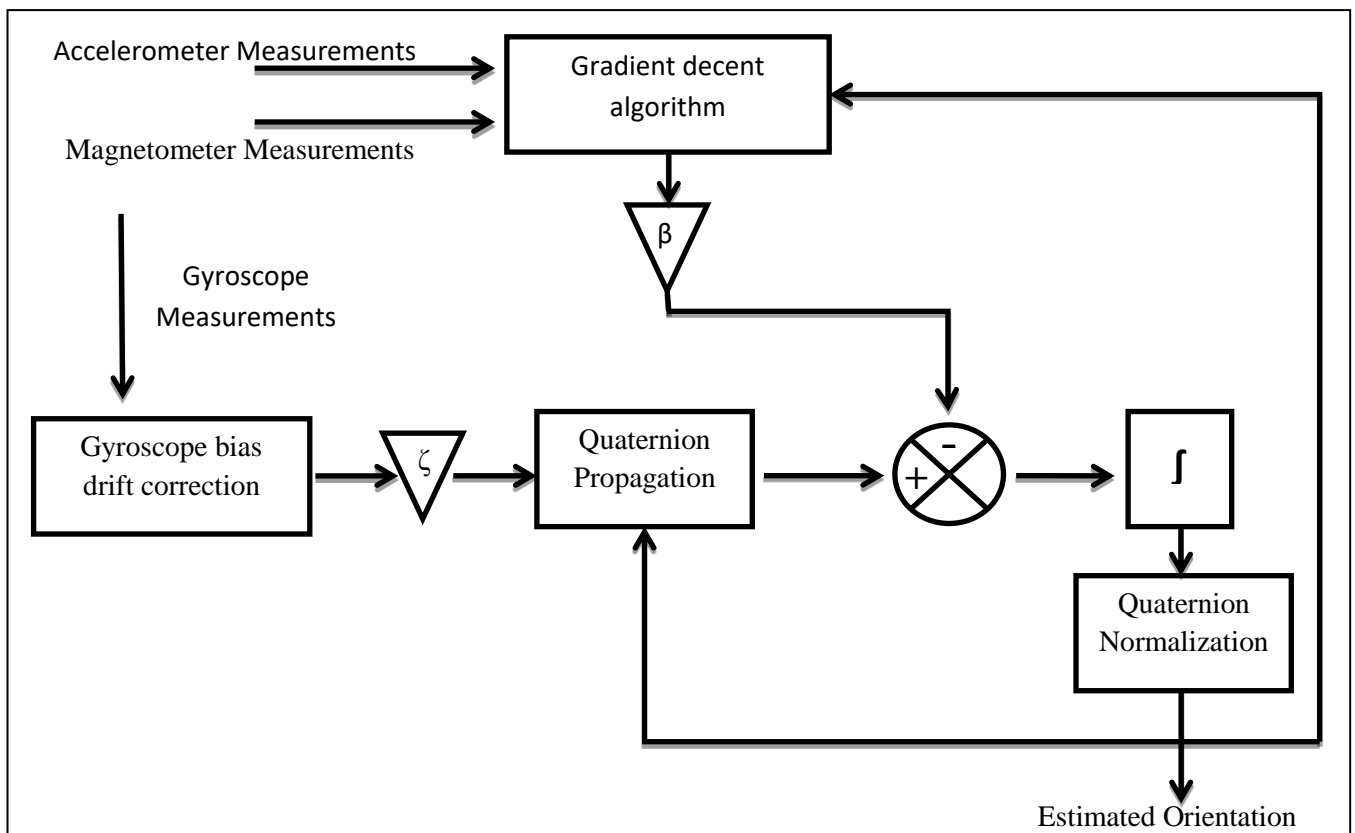 Accelerometer Measurements
Gradient decent
algorithm
Magnetometer Measurements
β
Gyroscope
Measurements
Gyroscope bias
drift correction
ζ
Quaternion
Propagation
-
+
∫
Quaternion
Normalization
Estimated Orientation